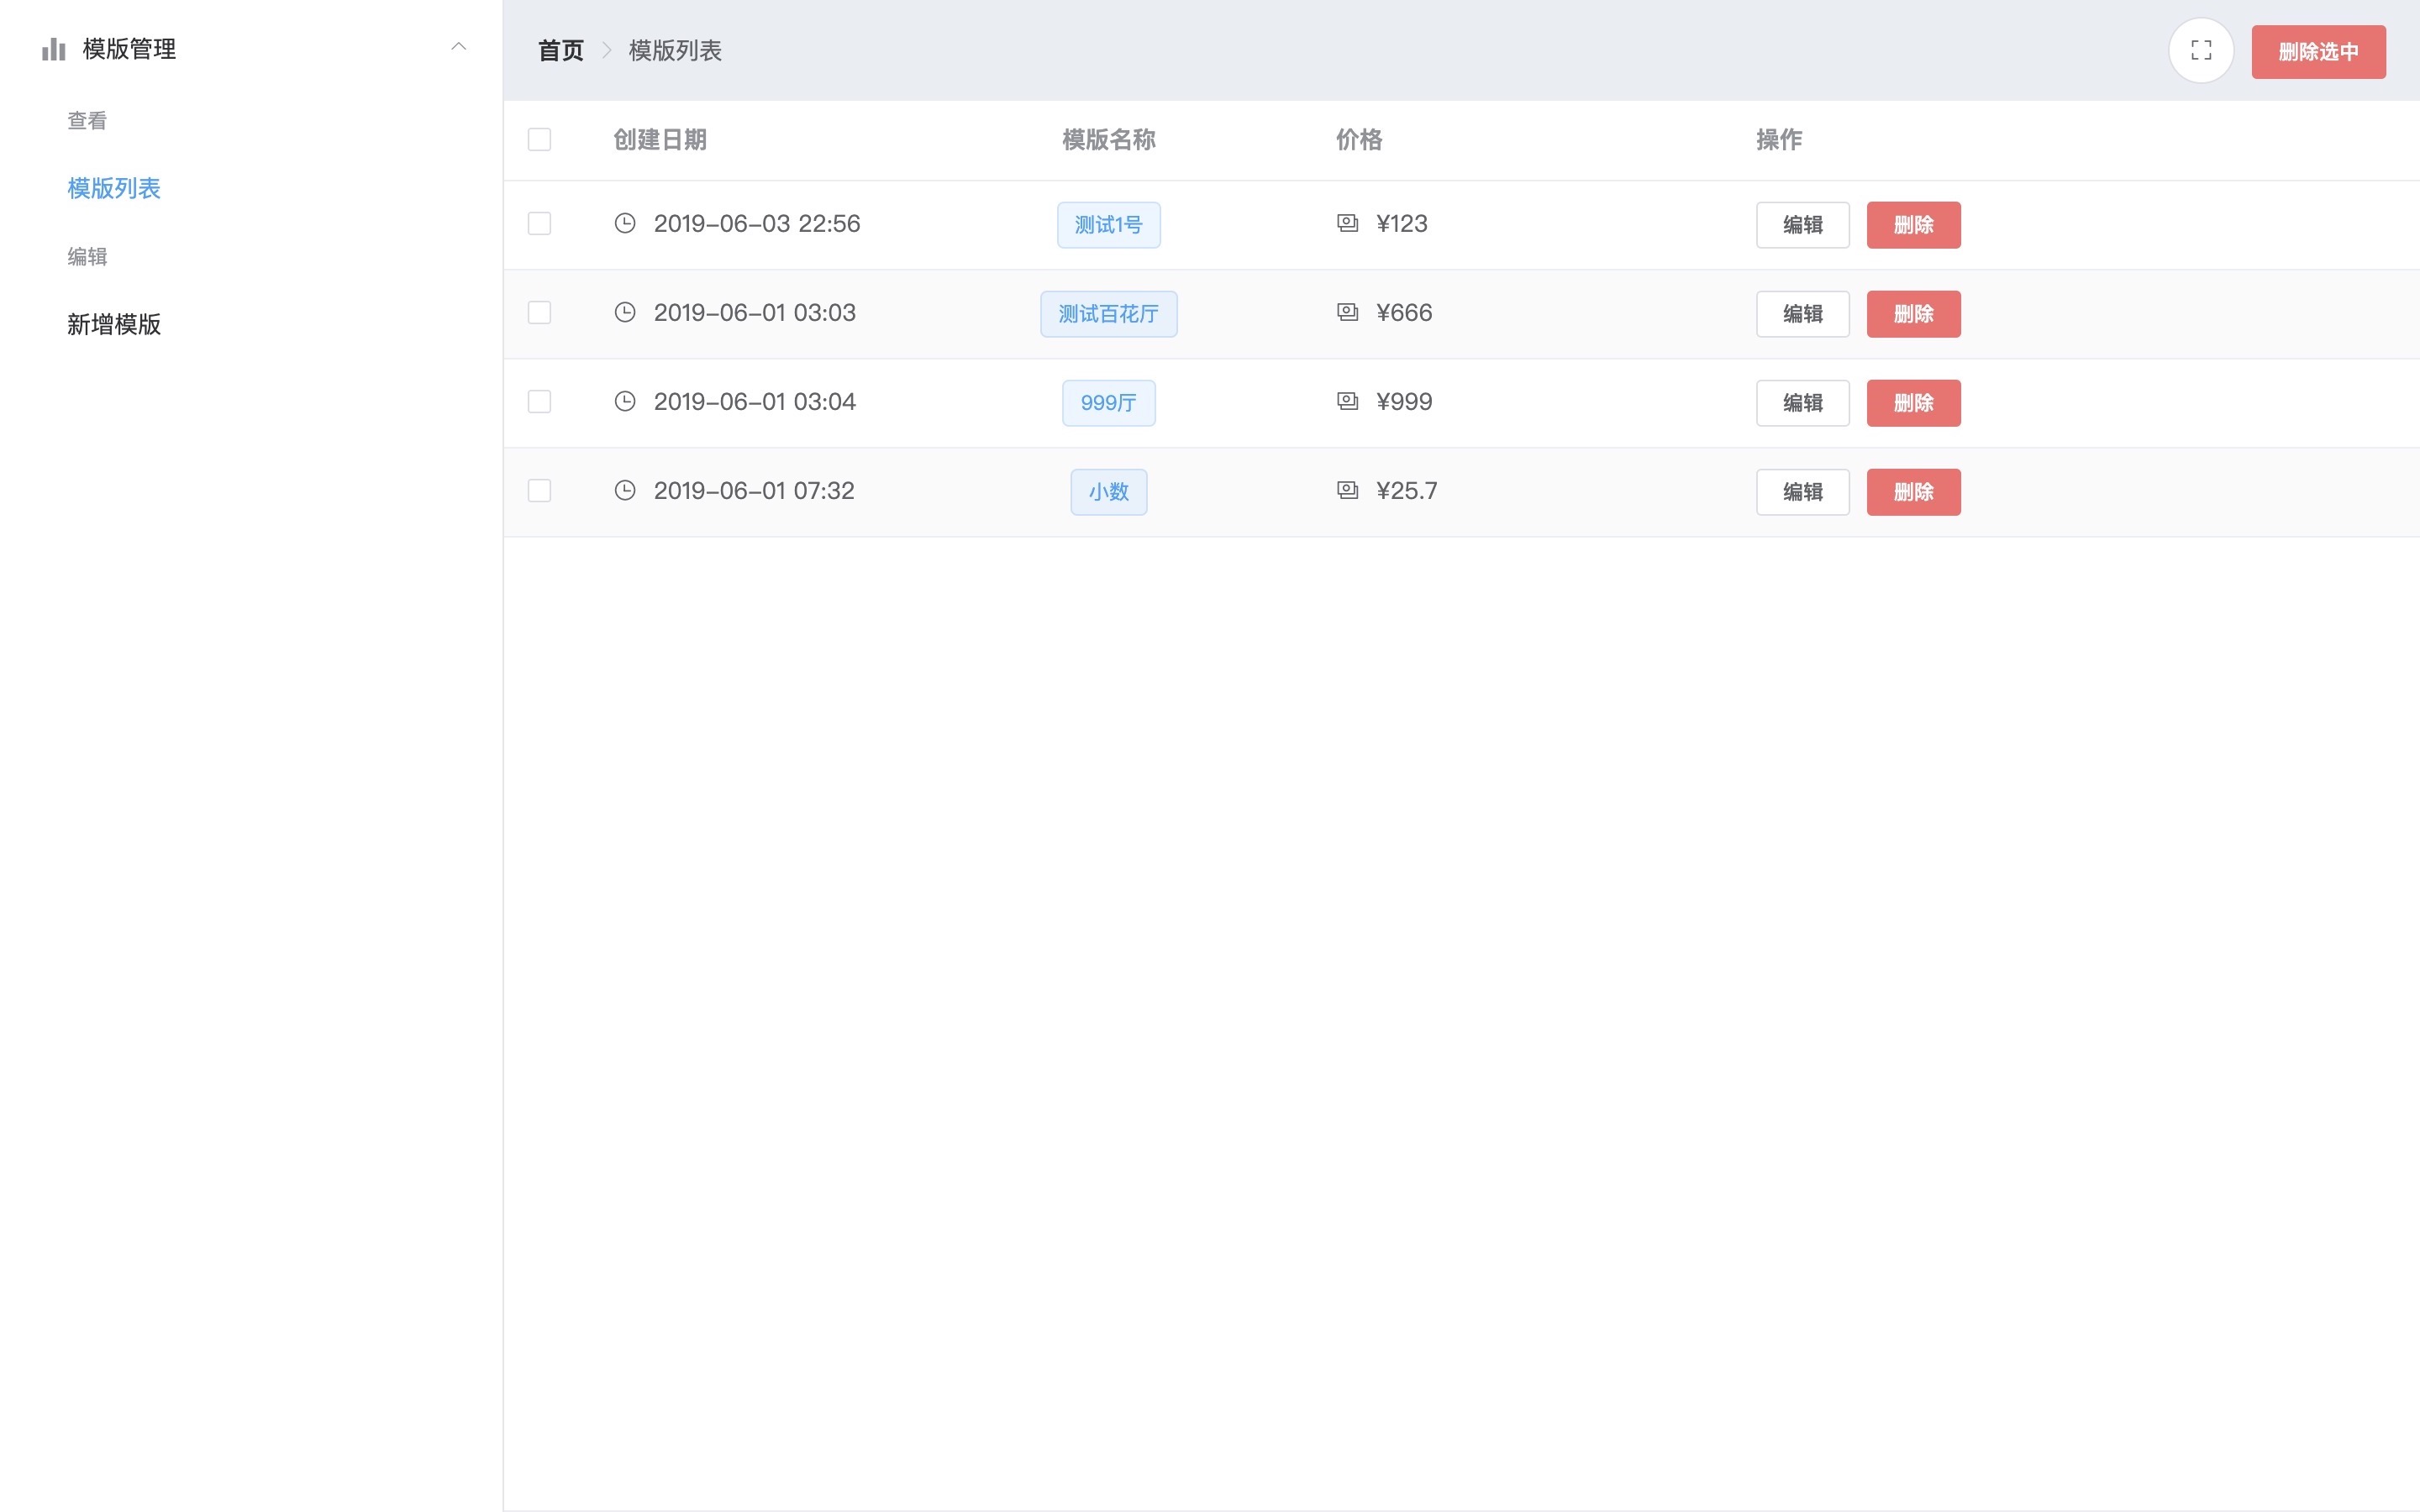 模版管理
查看
模版列表
编辑
新增模版
首页 模版列表
删除选中
创建日期 模版名称 价格 操作
2019-06-03 22:56 测试1号 ¥123 编辑 删除
2019-06-01 03:03 测试百花厅 ¥666 编辑 删除
2019-06-01 03:04 999厅 ¥999 编辑 删除
2019-06-01 07:32 小数 ¥25.7 编辑 删除